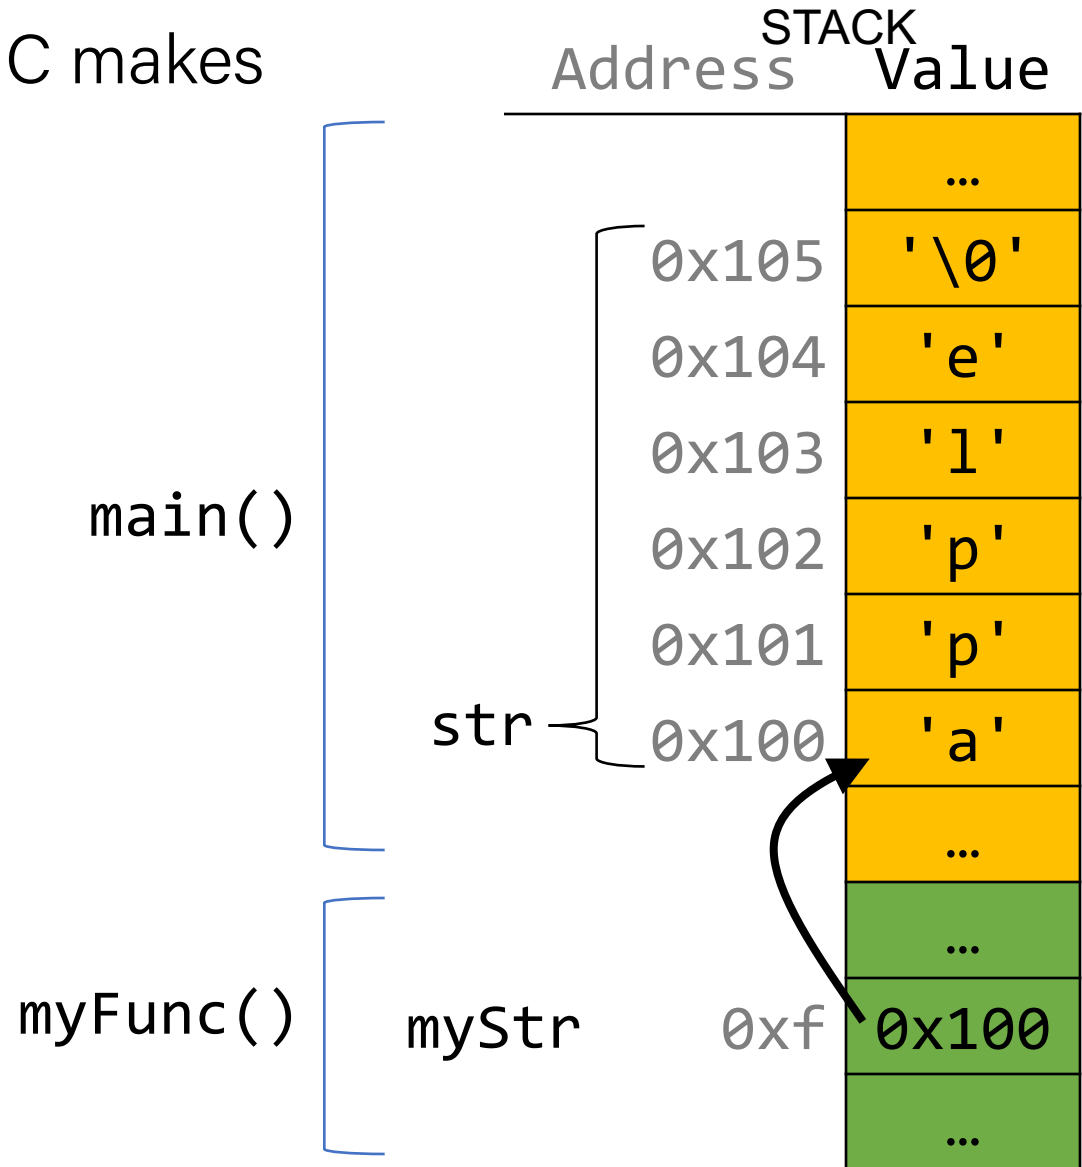 STACK
C makes
Address Value
…
0x105 '\0'
0x104 'e'
0x103 'l'
main() 0x102 'p'
0x101 'p'
str 0x100 'a'
…
…
myFunc() myStr 0xf 0x100
…